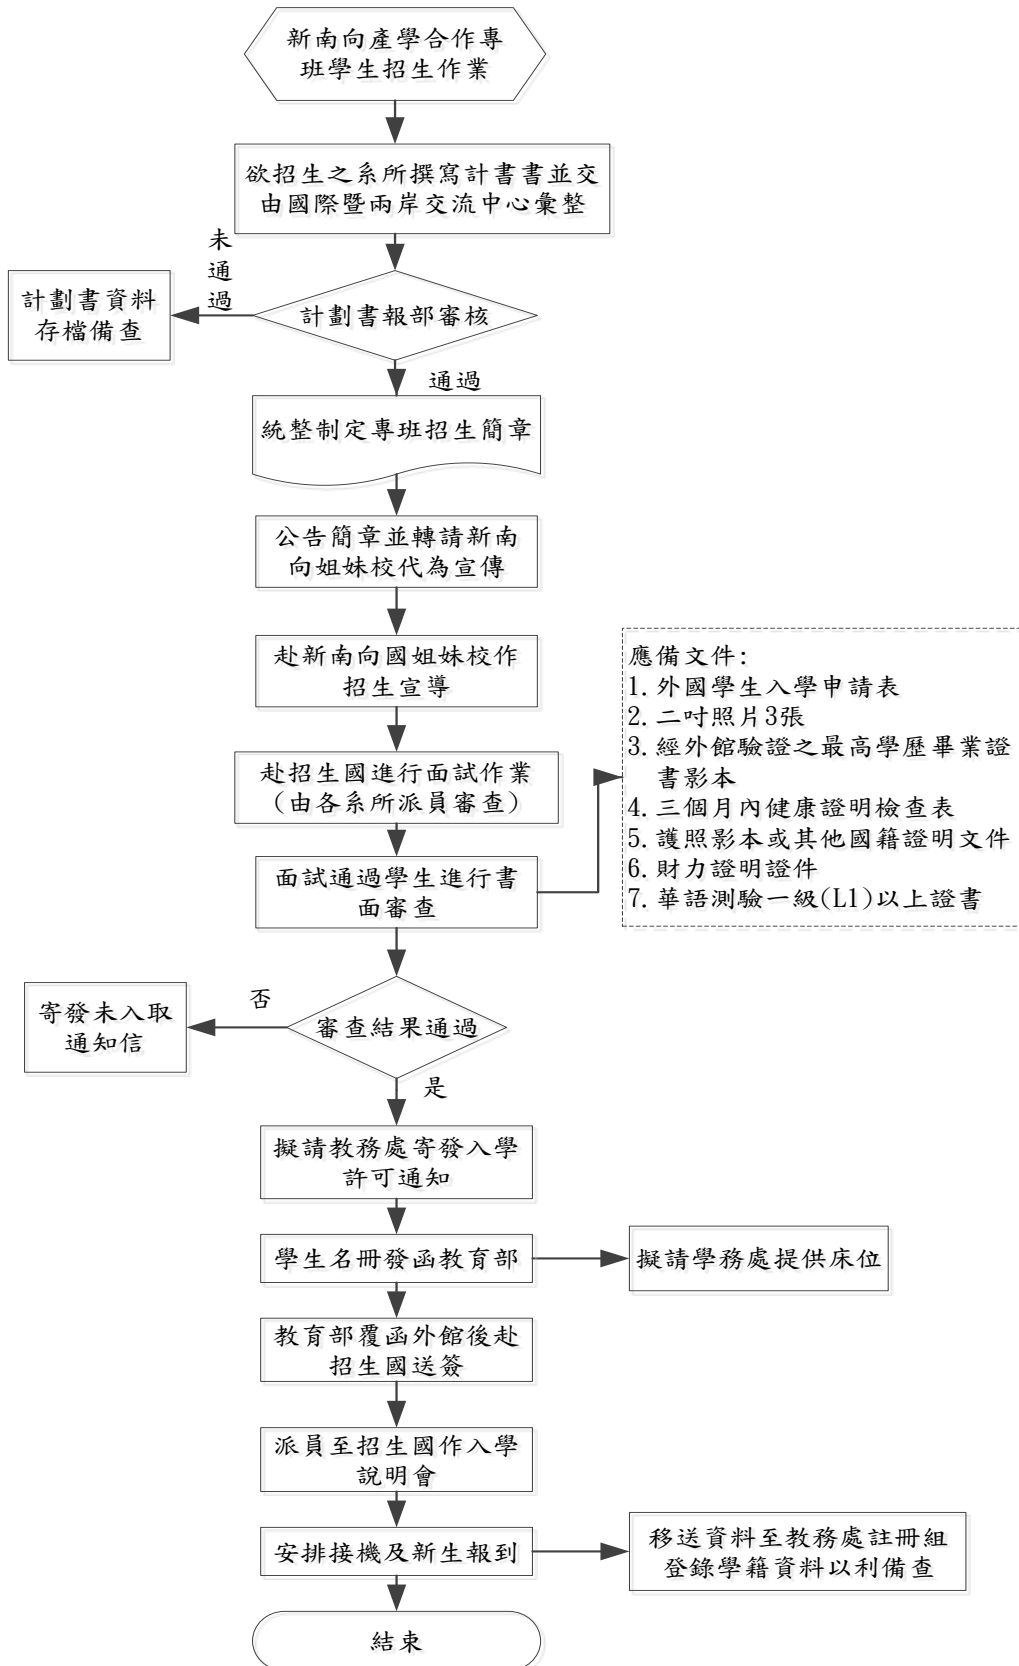 新南向產學合作專
班學生招生作業
欲招生之系所撰寫計書書並交
由國際暨兩岸交流中心彙整
未
通
過
計劃書資料
存檔備查
計劃書報部審核
通過
統整制定專班招生簡章
公告簡章並轉請新南
向姐妹校代為宣傳
赴新南向國姐妹校作
招生宣導
赴招生國進行面試作業
(由各系所派員審查)
面試通過學生進行書
面審查
應備文件:
1. 外國學生入學申請表
2. 二吋照片3張
3. 經外館驗證之最高學歷畢業證
書影本
4. 三個月內健康證明檢查表
5. 護照影本或其他國籍證明文件
6. 財力證明證件
7. 華語測驗一級(L1)以上證書
否
寄發未入取
通知信
審查結果通過
是
擬請教務處寄發入學
許可通知
學生名冊發函教育部
擬請學務處提供床位
教育部覆函外館後赴
招生國送簽
派員至招生國作入學
說明會
安排接機及新生報到
移送資料至教務處註冊組
登錄學籍資料以利備查
結束